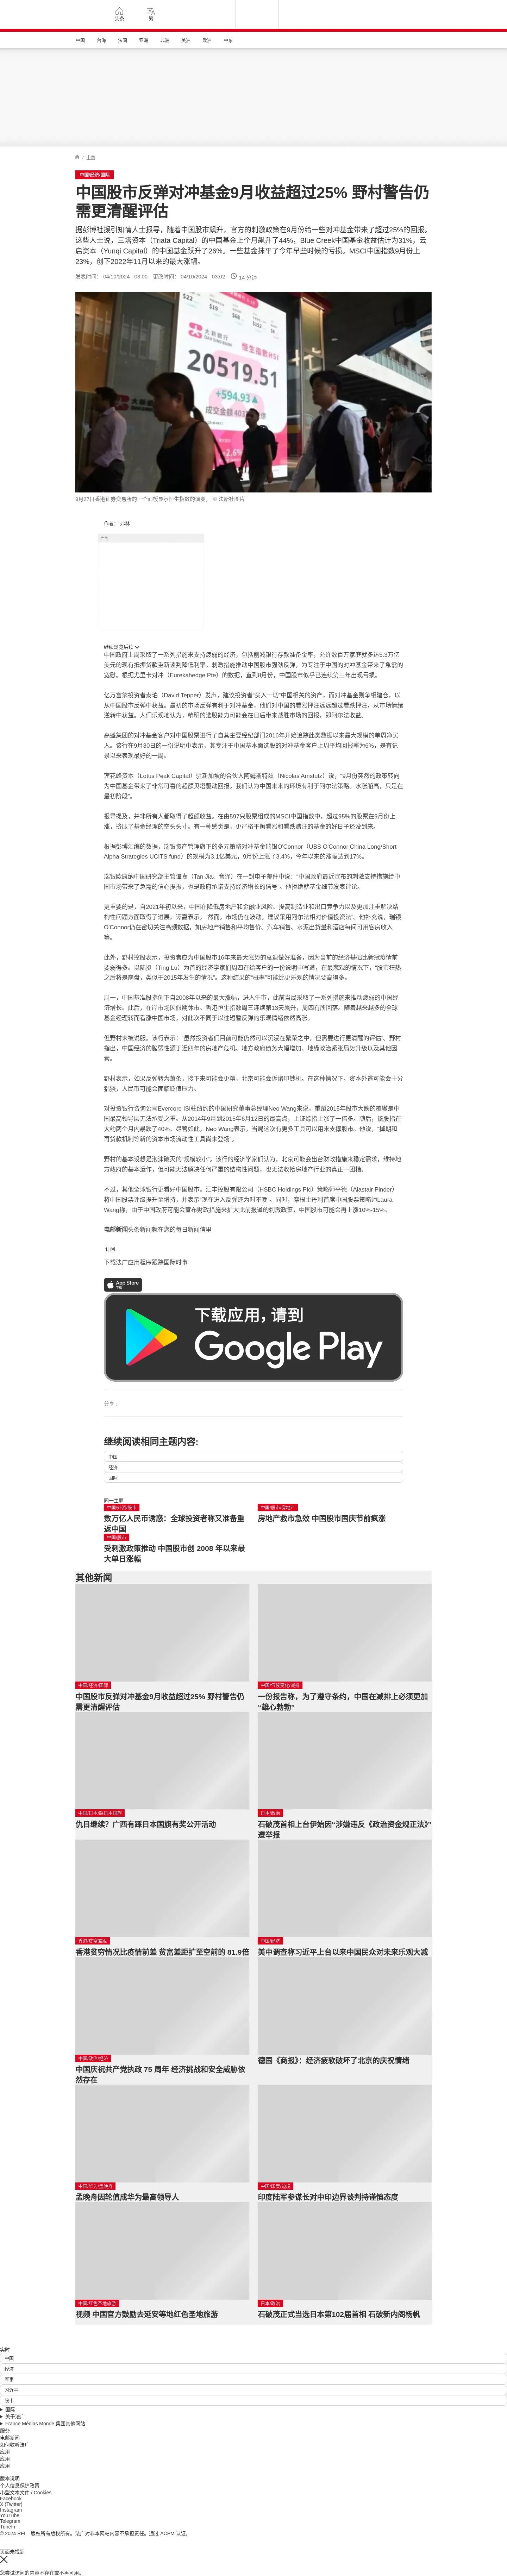 头条
繁
中国
台海
法国
亚洲
非洲
美洲
欧洲
中东
/ 中国
中国/经济/国际
中国股市反弹对冲基金9月收益超过25% 野村警告仍需更清醒评估
据彭博社援引知情人士报导，随着中国股市飙升，官方的刺激政策在9月份给一些对冲基金带来了超过25%的回报。这些人士说，三塔资本（Triata Capital）的中国基金上个月飙升了44%，Blue Creek中国基金收益估计为31%，云启资本（Yunqi Capital）的中国基金跃升了26%。一些基金抹平了今年早些时候的亏损。MSCI中国指数9月份上23%，创下2022年11月以来的最大涨幅。
发表时间： 04/10/2024 - 03:00 更改时间： 04/10/2024 - 03:02 14 分钟
大新銀行
恒生指數HSI
20519.5
+594.93
成交金額
9月27日香港证券交易所的一个面板显示恒生指数的演变。 © 法新社图片
作者： 弗林
广告
继续浏览后续
中国政府上周采取了一系列措施来支持疲弱的经济，包括削减银行存款准备金率，允许数百万家庭就多达5.3万亿美元的现有抵押贷款重新谈判降低利率。刺激措施推动中国股市强劲反弹，为专注于中国的对冲基金带来了急需的宽慰。根据尤里卡对冲（Eurekahedge Pte）的数据，直到8月份，中国股市似乎已连续第三年出现亏损。
亿万富翁投资者泰珀（David Tepper）发声，建议投资者“买入一切”中国相关的资产，而对冲基金则争相建仓，以从中国股市反弹中获益。最初的市场反弹有利于对冲基金，他们对中国的看涨押注远远超过看跌押注，从市场情绪逆转中获益。人们乐观地认为，精明的选股能力可能会在日后带来战胜市场的回报，即阿尔法收益。
高盛集团的对冲基金客户对中国股票进行了自其主要经纪部门2016年开始追踪此类数据以来最大规模的单周净买入。该行在9月30日的一份说明中表示，其专注于中国基本面选股的对冲基金客户上周平均回报率为6%，是有记录以来表现最好的一周。
莲花峰资本（Lotus Peak Capital）驻新加坡的合伙人阿姆斯特兹（Nicolas Amstutz）说，“9月份突然的政策转向为中国基金带来了非常可喜的超额贝塔驱动回报。我们认为中国未来的环境有利于阿尔法策略。水涨船高，只是在最初阶段”。
报导提及，并非所有人都取得了超额收益。在由597只股票组成的MSCI中国指数中，超过95%的股票在9月份上涨，挤压了基金经理的空头头寸。有一种感觉是，更严格平衡看涨和看跌赌注的基金的好日子还没到来。
根据彭博汇编的数据，瑞银资产管理旗下的多元策略对冲基金瑞银O'Connor（UBS O'Connor China Long/Short Alpha Strategies UCITS fund）的规模为3.1亿美元，9月份上涨了3.4%，今年以来的涨幅达到17%。
瑞银欧康纳中国研究部主管谭嘉（Tan Jia、音译）在一封电子邮件中说：“中国政府最近宣布的刺激支持措施给中国市场带来了急需的信心提振，也是政府承诺支持经济增长的信号”。他拒绝就基金细节发表评论。
更重要的是，自2021年初以来，中国在降低房地产和金融业风险、提高制造业和出口竞争力以及更加注重解决结构性问题方面取得了进展。谭嘉表示，“然而，市场仍在波动，建议采用阿尔法相对价值投资法”。他补充说，瑞银O'Connor仍在密切关注高频数据，如房地产销售和平均售价、汽车销售、水泥出货量和酒店每间可用客房收入等。
此外，野村控股表示，投资者应为中国股市16年来最大涨势的衰退做好准备，因为当前的经济基础比新冠疫情前要弱得多。以陆挺（Ting Lu）为首的经济学家们周四在给客户的一份说明中写道，在最悲观的情况下，“股市狂热之后将是崩盘，类似于2015年发生的情况”。这种结果的“概率”可能比更乐观的情况要高得多。
周一，中国基准股指创下自2008年以来的最大涨幅，进入牛市，此前当局采取了一系列措施来推动疲弱的中国经济增长。此前，在岸市场因假期休市。香港恒生指数周三连续第13天飙升，周四有所回落。随着越来越多的全球基金经理转而看涨中国市场，对此次不同于以往短暂反弹的乐观情绪依然高涨。
但野村未被说服。该行表示：“虽然投资者们目前可能仍然可以沉浸在繁荣之中，但需要进行更清醒的评估”。野村指出，中国经济的脆弱性源于近四年的房地产危机、地方政府债务大幅增加、地缘政治紧张局势升级以及其他因素。
野村表示，如果反弹转为萧条，接下来可能会更糟，北京可能会诉诸印钞机。在这种情况下，资本外逃可能会十分猖獗，人民币可能会面临贬值压力。
对投资银行咨询公司Evercore ISI驻纽约的中国研究董事总经理Neo Wang来说，重蹈2015年股市大跌的覆辙是中国最高领导层无法承受之重，从2014年9月到2015年6月12日的最高点，上证综指上涨了一倍多。随后，该股指在大约两个月内暴跌了40%。尽管如此，Neo Wang表示，当局这次有更多工具可以用来支撑股市。他说，“掉期和再贷款机制等新的资本市场流动性工具尚未登场”。
野村的基本设想是泡沫破灭的“规模较小”。该行的经济学家们认为，北京可能会出台财政措施来稳定需求，维持地方政府的基本运作，但可能无法解决任何严重的结构性问题，也无法收拾房地产行业的真正一团糟。
不过，其他全球银行更看好中国股市。汇丰控股有限公司（HSBC Holdings Plc）策略师平德（Alastair Pinder）将中国股票评级提升至增持，并表示“现在进入反弹还为时不晚”。同时，摩根士丹利首席中国股票策略师Laura Wang称，由于中国政府可能会宣布财政措施来扩大此前报道的刺激政策，中国股市可能会再上涨10%-15%。
电邮新闻头条新闻就在您的每日新闻信里
订阅
下载法广应用程序跟踪国际时事
App Store
下载
下载应用，请到
Google Play
分享 :
继续阅读相同主题内容:
中国
经济
国际
同一主题
中国/外资/股市
数万亿人民币诱惑：全球投资者称又准备重返中国
中国/股市/房地产
房地产救市急效 中国股市国庆节前疯涨
中国/股市
受刺激政策推动 中国股市创 2008 年以来最大单日涨幅
其他新闻
中国/经济/国际
中国股市反弹对冲基金9月收益超过25% 野村警告仍需更清醒评估
中国/气候变化/减排
一份报告称，为了遵守条约，中国在减排上必须更加“雄心勃勃”
中国/日本/踩日本国旗
仇日继续？广西有踩日本国旗有奖公开活动
日本/政治
石破茂首相上台伊始因“涉嫌违反《政治资金规正法》”遭举报
香港/贫富差距
香港贫穷情况比疫情前差 贫富差距扩至空前的 81.9倍
中国/经济
美中调查称习近平上台以来中国民众对未来乐观大减
中国/政治/经济
中国庆祝共产党执政 75 周年 经济挑战和安全威胁依然存在
德国《商报》：经济疲软破坏了北京的庆祝情绪
中国/华为/孟晚舟
孟晚舟因轮值成华为最高领导人
中国/印度/边境
印度陆军参谋长对中印边界谈判持谨慎态度
中国/红色圣地旅游
视频 中国官方鼓励去延安等地红色圣地旅游
日本/政治
石破茂正式当选日本第102届首相 石破新内阁杨帆
实时
中国
经济
军事
习近平
股市
国际
关于法广
France Médias Monde 集团其他网站
服务
电邮新闻
如何收听法广
应用
应用
应用
版本说明
个人信息保护政策
小型文本文件 / Cookies
Facebook
X (Twitter)
Instagram
YouTube
Telegram
TuneIn
© 2024 RFI – 版权所有版权所有。法广对非本网站内容不承担责任。通过 ACPM 认证。
页面未找到
您尝试访问的内容不存在或不再可用。